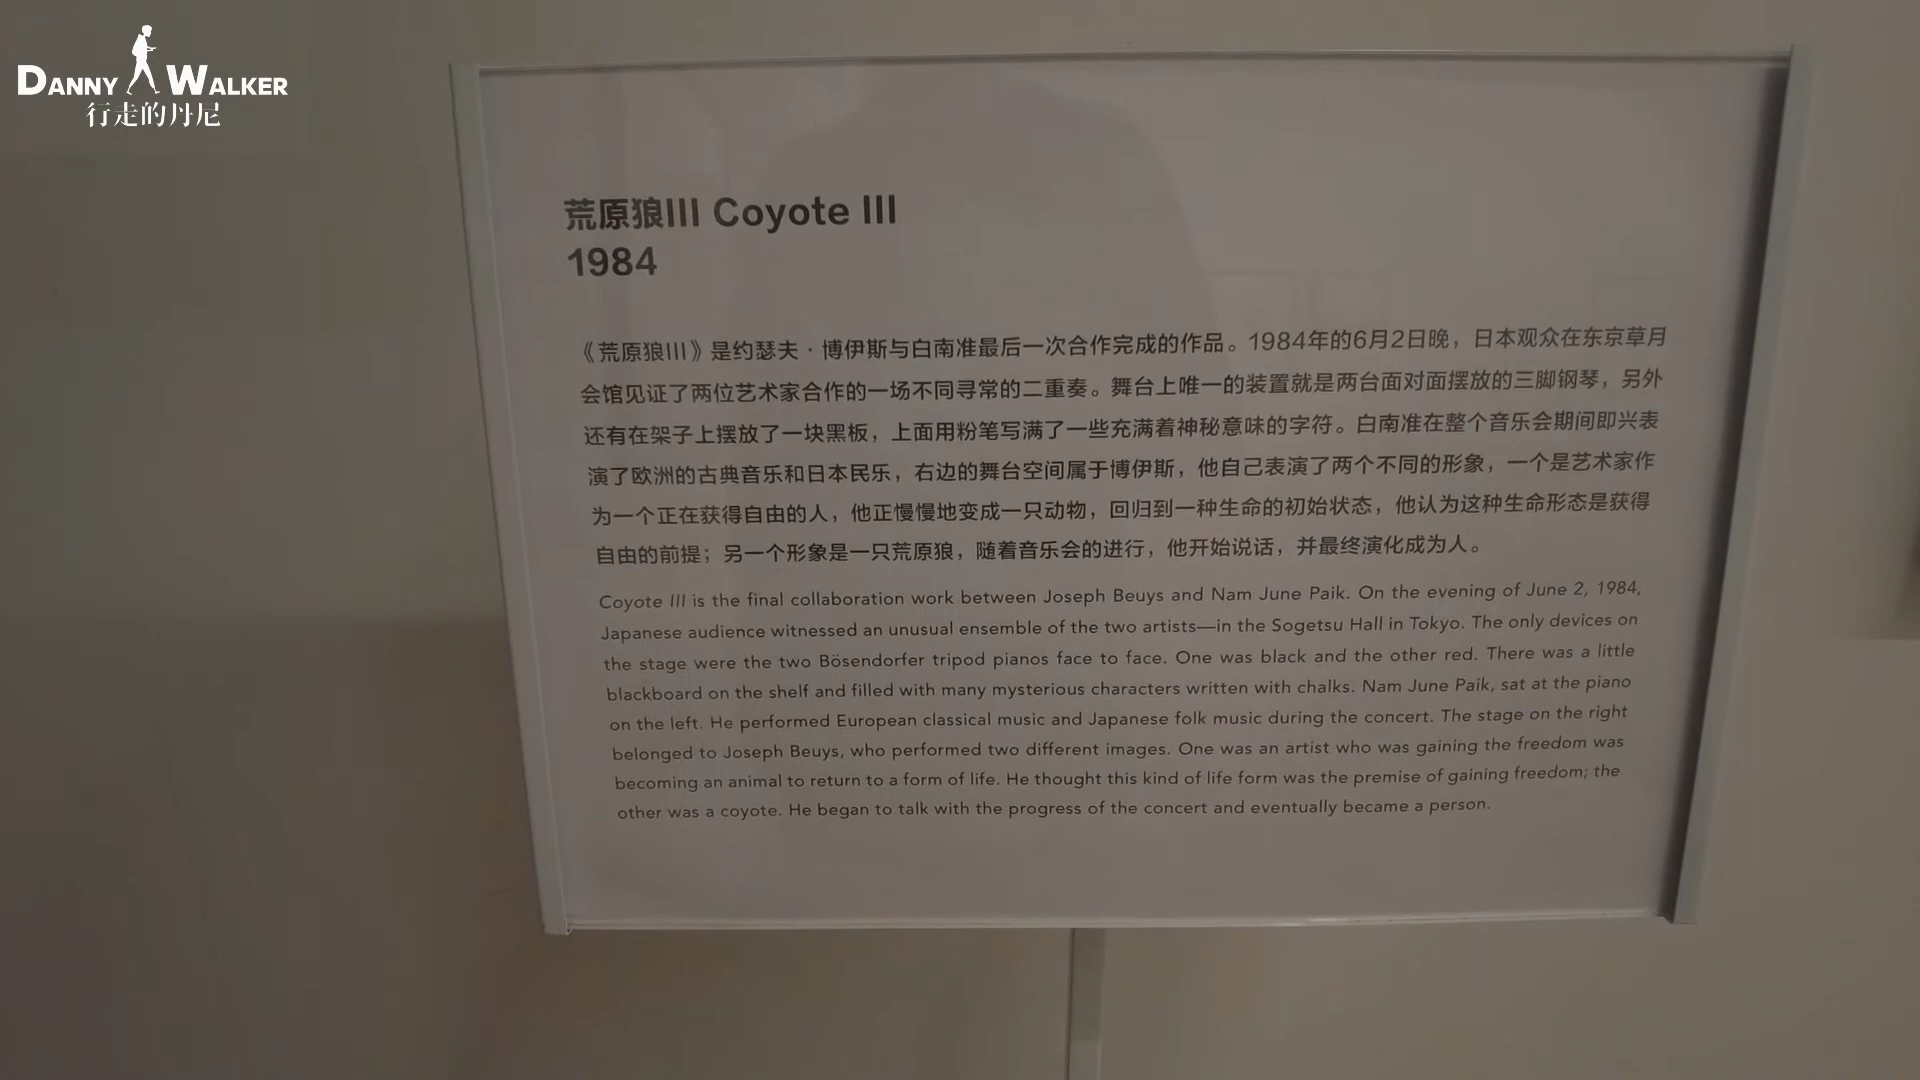 DANNY WALKER
行走的丹尼
荒原狼III Coyote III
1984
《荒原狼III》是约瑟夫·博伊斯与白南准最后一次合作完成的作品。1984年的6月2日晚，日本观众在东京草月
会馆见证了两位艺术家合作的一场不同寻常的二重奏。舞台上唯一的装置就是两台面对面摆放的三脚钢琴，另外
还有在架子上摆放了一块黑板，上面用粉笔写满了一些充满着神秘意味的字符。白南准在整个音乐会期间即兴表
演了欧洲的古典音乐和日本民乐，右边的舞台空间属于博伊斯，他自己表演了两个不同的形象，一个是艺术家作
为一个正在获得自由的人，他正慢慢地变成一只动物，回归到一种生命的初始状态，他认为这种生命形态是获得
自由的前提；另一个形象是一只荒原狼，随着音乐会的进行，他开始说话，并最终演化成为人。
Coyote III is the final collaboration work between Joseph Beuys and Nam June Paik. On the evening of June 2, 1984,
Japanese audience witnessed an unusual ensemble of the two artists—in the Sogetsu Hall in Tokyo. The only devices on
the stage were the two Bösendorfer tripod pianos face to face. One was black and the other red. There was a little
blackboard on the shelf and filled with many mysterious characters written with chalks. Nam June Paik, sat at the piano
on the left. He performed European classical music and Japanese folk music during the concert. The stage on the right
belonged to Joseph Beuys, who performed two different images. One was an artist who was gaining the freedom was
becoming an animal to return to a form of life. He thought this kind of life form was the premise of gaining freedom; the
other was a coyote. He began to talk with the progress of the concert and eventually became a person.